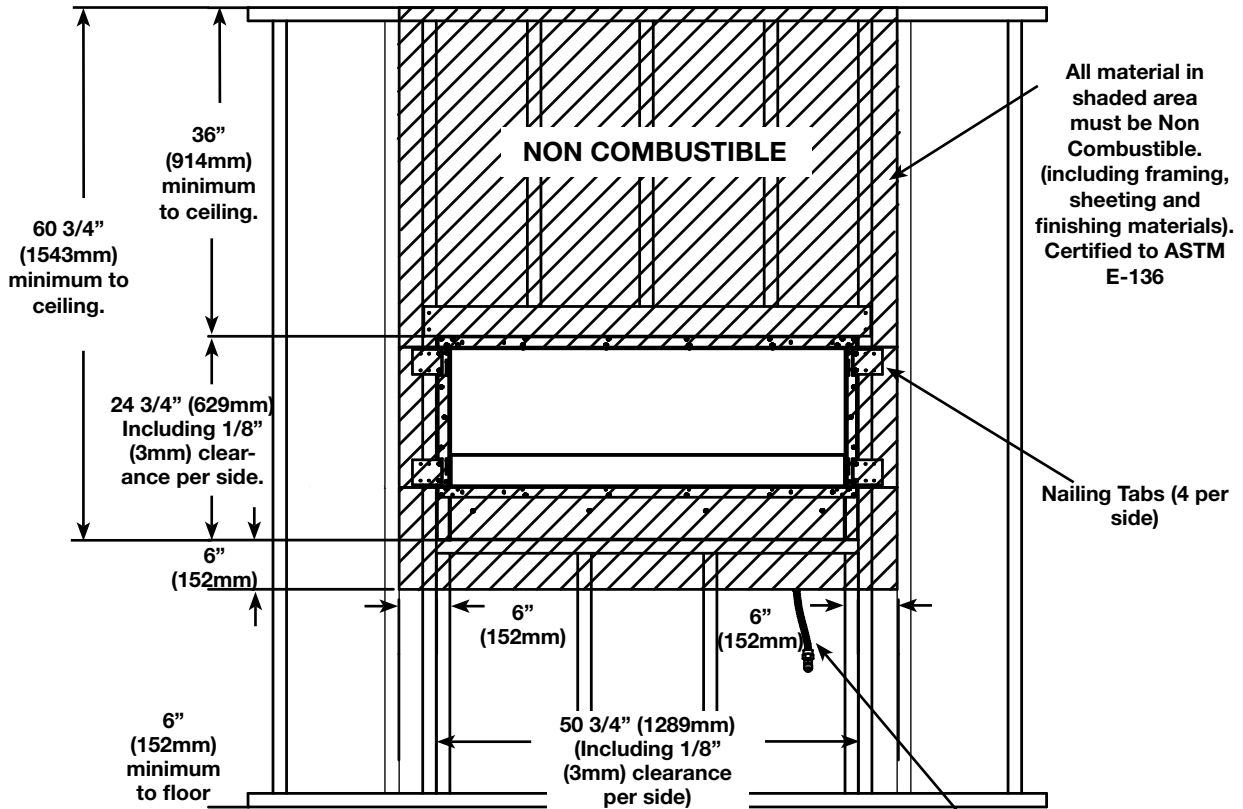 36”
(914mm)
minimum
to ceiling.
60 3/4”
(1543mm)
minimum to
ceiling.
NON COMBUSTIBLE
All material in
shaded area
must be Non
Combustible.
(including framing,
sheeting and
finishing materials).
Certified to ASTM
E-136
24 3/4” (629mm)
Including 1/8”
(3mm) clear-
ance per side.
Nailing Tabs (4 per
side)
6”
(152mm)
6”
(152mm)
6”
(152mm)
6”
(152mm)
minimum
to floor
50 3/4” (1289mm)
(Including 1/8”
(3mm) clearance
per side)